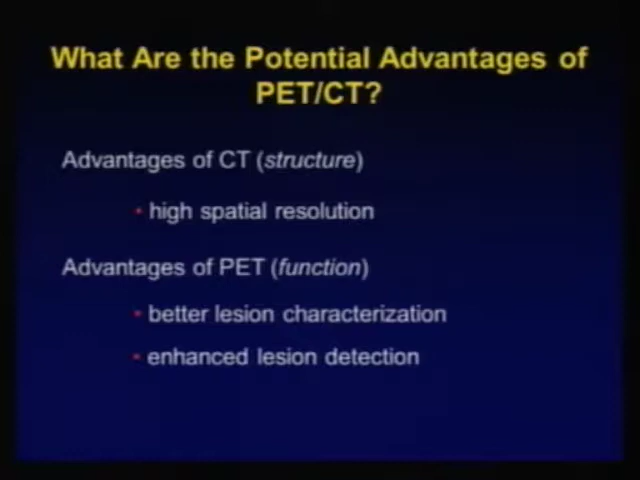 What Are the Potential Advantages of
PET/CT?
Advantages of CT (structure)
• high spatial resolution
Advantages of PET (function)
• better lesion characterization
• enhanced lesion detection